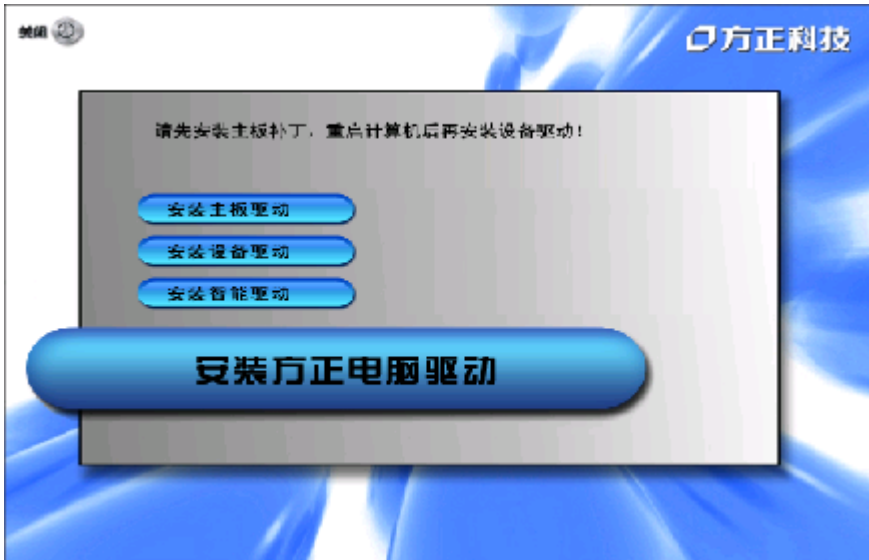 关闭
方正科技
请先安装主板补丁，重启计算机后再安装设备驱动！
安装主板驱动
安装设备驱动
安装智能驱动
安装方正电脑驱动